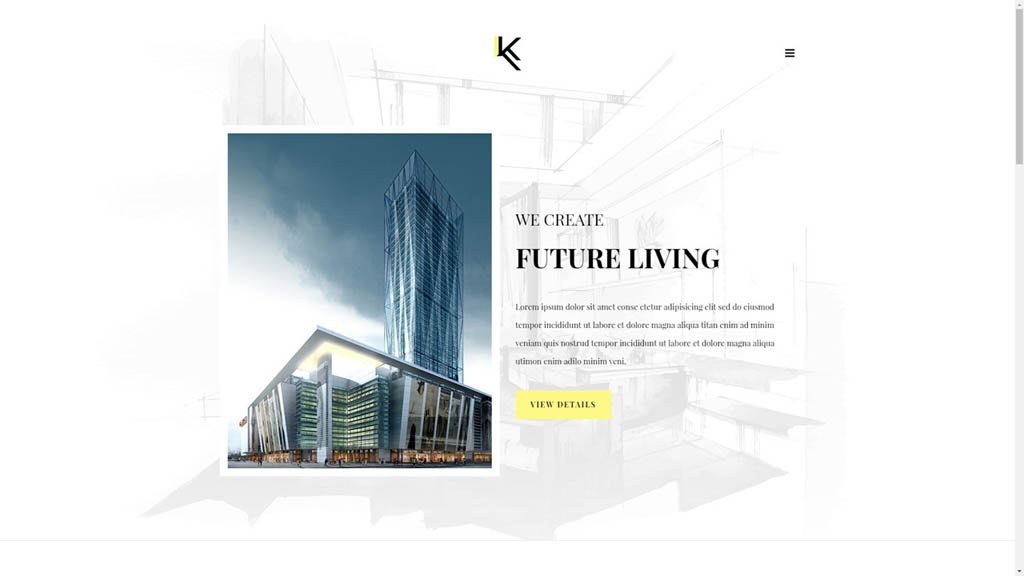 K
WE CREATE
FUTURE LIVING
Lorem ipsum dolor sit amet conse ctetur adipisicing elit sed do eiusmod
tempor incididunt ut labore et dolore magna aliqua titan enim ad minim
veniam quis nostrud tempor incididunt ut labore et dolore magna aliqua
utimon enim adilo minim veni.
VIEW DETAILS